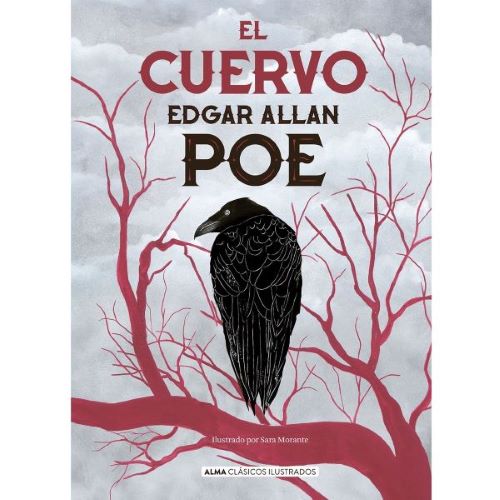 EL
CUERVO
EDGAR ALLAN
POE
Ilustrado por Sara Morante
ALMA CLÁSICOS ILUSTRADOS